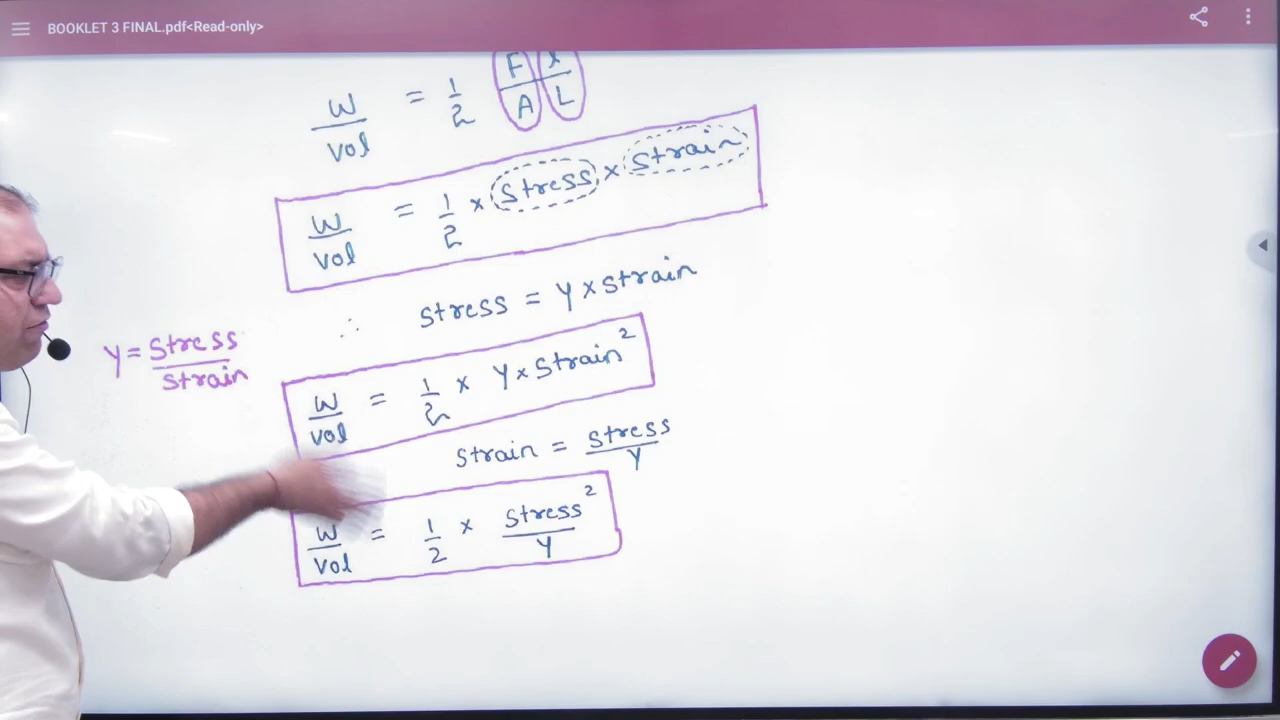 BOOKLET 3 FINAL.pdf<Read-only>
W/vol = 1/2 F/A x/L
W/vol = 1/2 × Stress × Strain
∴ Stress = Y × Strain
Y = Stress/Strain
W/vol = 1/2 × Y × Strain²
Strain = Stress/Y
W/vol = 1/2 × Stress²/Y